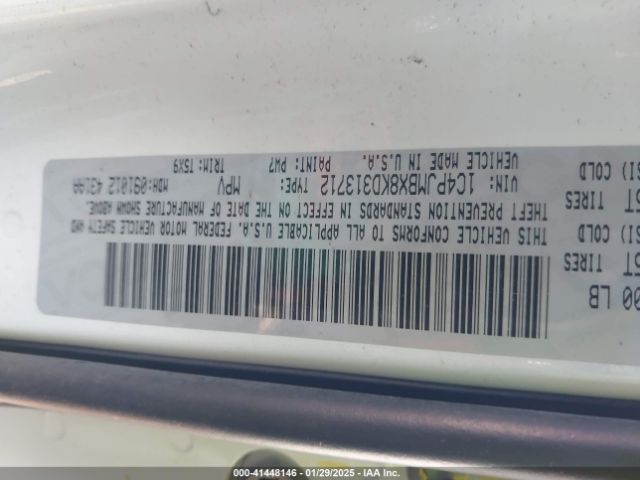 00 LB
TIRES
SI) COLD
TIRES
SI) COLD
THIS VEHICLE CONFORMS TO ALL APPLICABLE U.S.A. FEDERAL MOTOR VEHICLE SAFETY AND
THEFT PREVENTION STANDARDS IN EFFECT ON THE DATE OF MANUFACTURE SHOWN ABOVE.
VIN: 1C4PJMBX8KD313712 TYPE: MPV MDH:091012 431AA
VEHICLE MADE IN U.S.A. PAINT: PW7 TRIM:T5X9
000-41448146 - 01/29/2025 - IAA Inc.